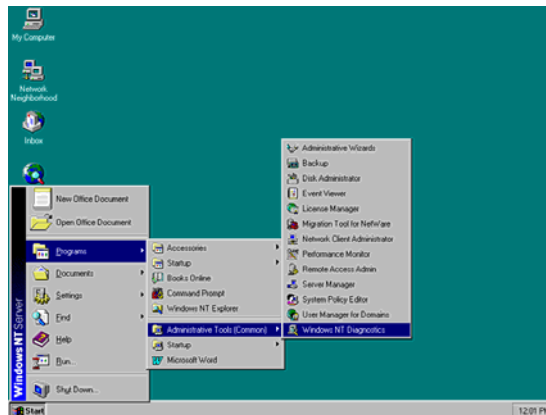 My Computer
Network
Neighborhood
Inbox
New Office Document
Open Office Document
Programs
Documents
Settings
Find
Help
Run...
Shut Down...
Windows NT Server
Accessories
Startup
Books Online
Command Prompt
Windows NT Explorer
Administrative Tools (Common)
Startup
Microsoft Word
Administrative Wizards
Backup
Disk Administrator
Event Viewer
License Manager
Migration Tool for NetWare
Network Client Administrator
Performance Monitor
Remote Access Admin
Server Manager
System Policy Editor
User Manager for Domains
Windows NT Diagnostics
Start
12:01 PM